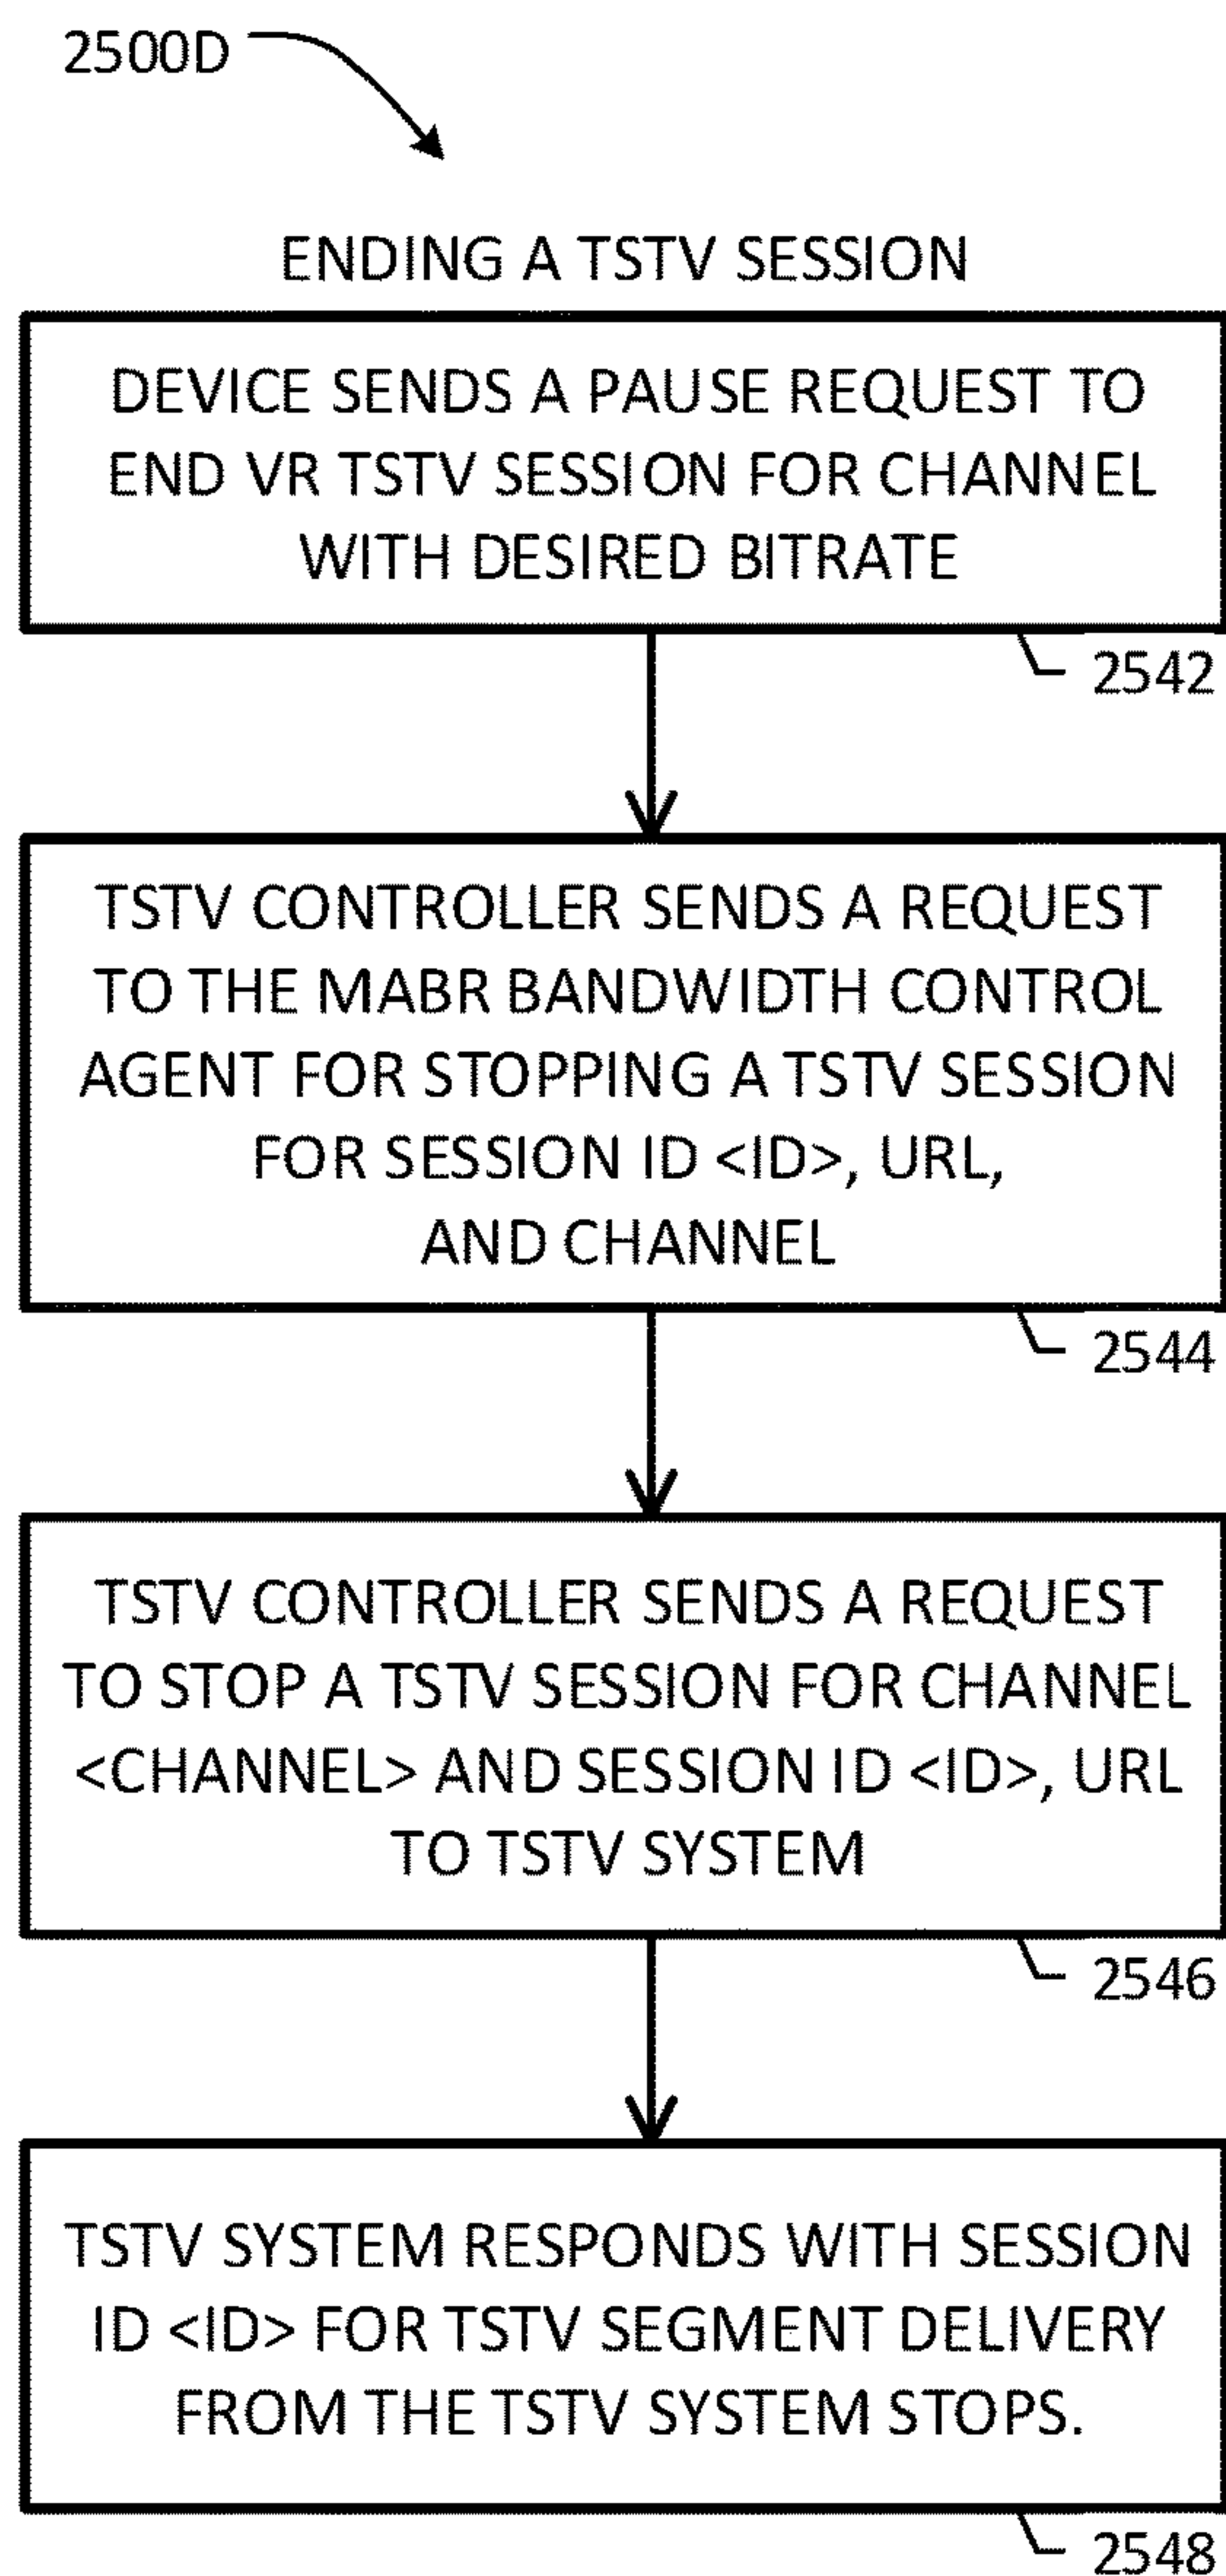 2500D
ENDING A TSTV SESSION
DEVICE SENDS A PAUSE REQUEST TO
END VR TSTV SESSION FOR CHANNEL
WITH DESIRED BITRATE
2542
TSTV CONTROLLER SENDS A REQUEST
TO THE MABR BANDWIDTH CONTROL
AGENT FOR STOPPING A TSTV SESSION
FOR SESSION ID <ID>, URL,
AND CHANNEL
2544
TSTV CONTROLLER SENDS A REQUEST
TO STOP A TSTV SESSION FOR CHANNEL
<CHANNEL> AND SESSION ID <ID>, URL
TO TSTV SYSTEM
2546
TSTV SYSTEM RESPONDS WITH SESSION
ID <ID> FOR TSTV SEGMENT DELIVERY
FROM THE TSTV SYSTEM STOPS.
2548